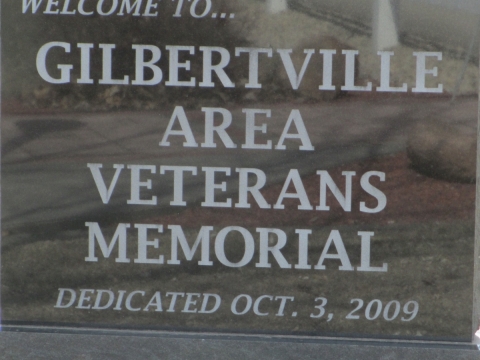 WELCOME TO...
GILBERTVILLE
AREA
VETERANS
MEMORIAL
DEDICATED OCT. 3, 2009